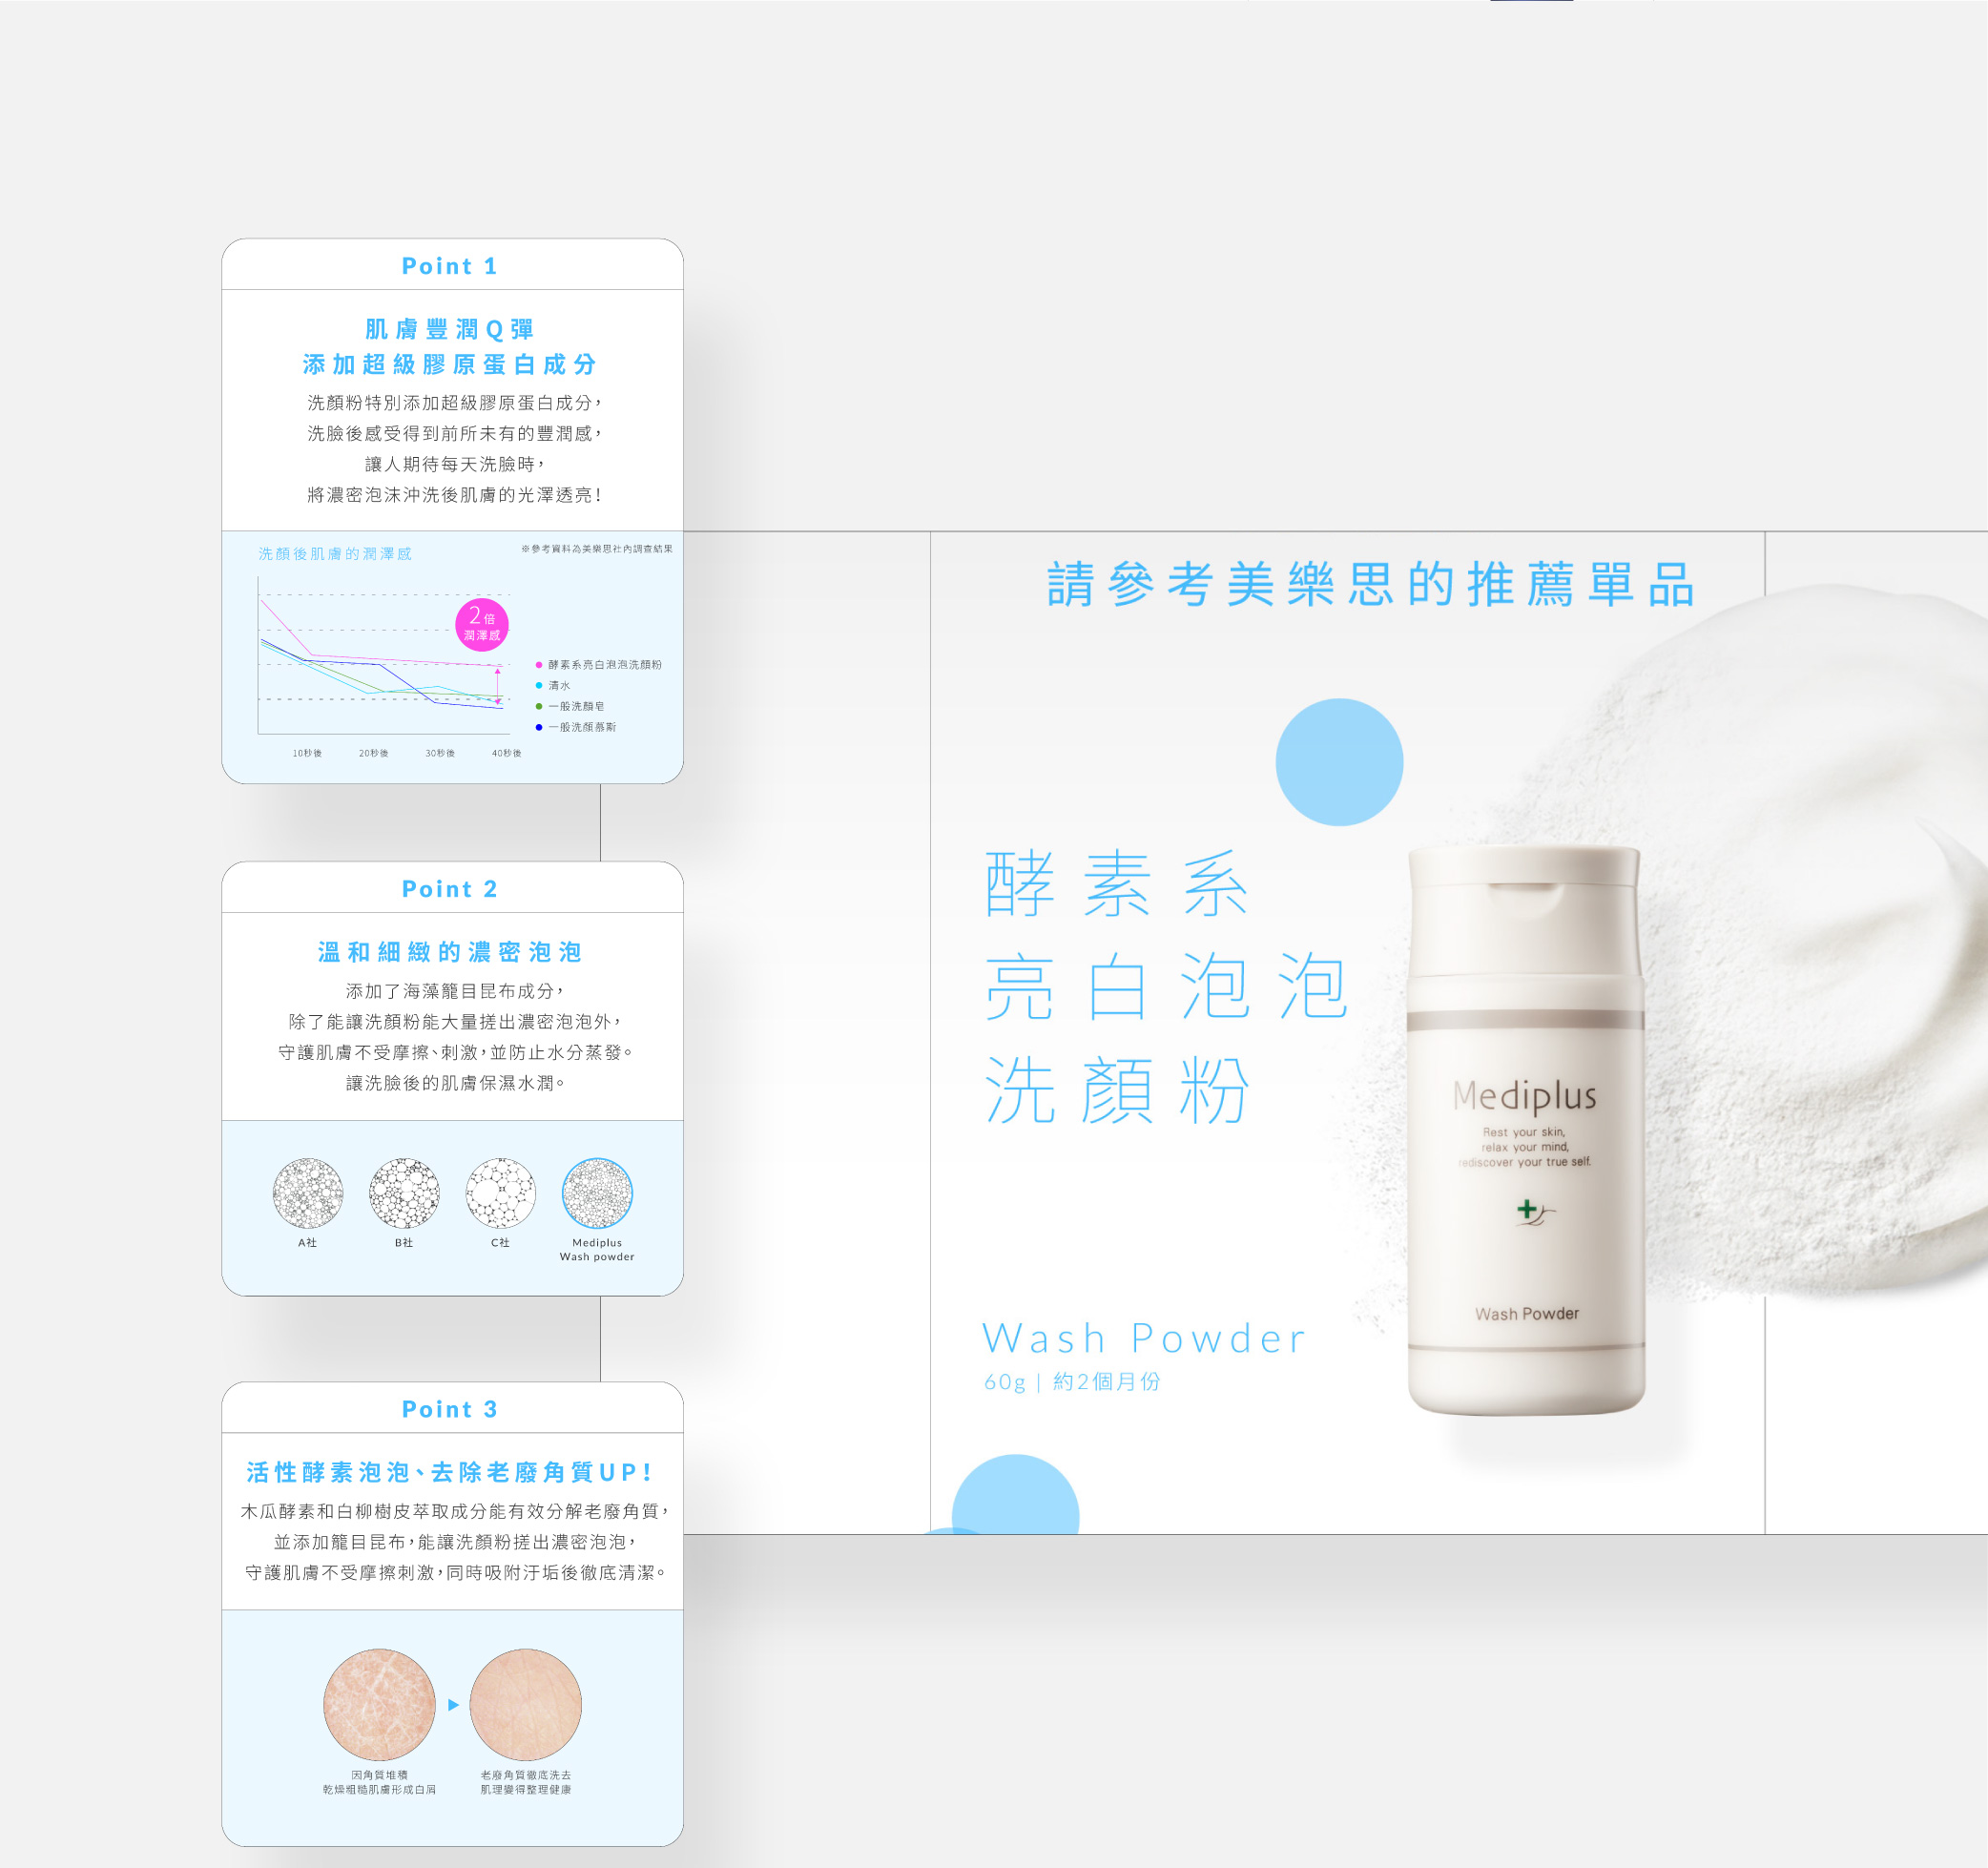 Point 1
肌膚豐潤Q彈
添加超級膠原蛋白成分
洗顏粉特別添加超級膠原蛋白成分，
洗臉後感受得到前所未有的豐潤感，
讓人期待每天洗臉時，
將濃密泡沫沖洗後肌膚的光澤透亮！
洗顏後肌膚的潤澤感
※參考資料為美樂思社內調查結果
2倍
潤澤感
酵素系亮白泡泡洗顏粉
清水
一般洗顏皂
一般洗顏慕斯
10秒後 20秒後 30秒後 40秒後
Point 2
溫和細緻的濃密泡泡
添加了海藻籠目昆布成分，
除了能讓洗顏粉能大量搓出濃密泡泡外，
守護肌膚不受摩擦、刺激，並防止水分蒸發。
讓洗臉後的肌膚保濕水潤。
A社 B社 C社 Mediplus
Wash powder
Point 3
活性酵素泡泡、去除老廢角質UP！
木瓜酵素和白柳樹皮萃取成分能有效分解老廢角質，
並添加籠目昆布，能讓洗顏粉搓出濃密泡泡，
守護肌膚不受摩擦刺激，同時吸附汙垢後徹底清潔。
因角質堆積
乾燥粗糙肌膚形成白屑
老廢角質徹底洗去
肌理變得整理健康
請參考美樂思的推薦單品
酵素系
亮白泡泡
洗顏粉
Wash Powder
60g | 約2個月份
Mediplus
Rest your skin,
relax your mind,
rediscover your true self.
Wash Powder